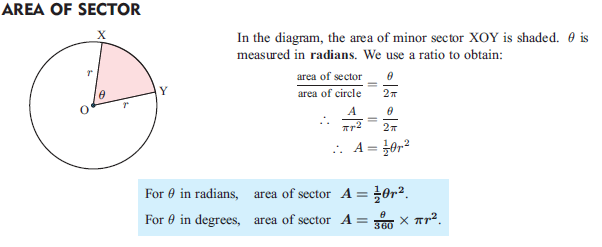 AREA OF SECTOR
X
r
θ
Y
O
r
In the diagram, the area of minor sector XOY is shaded. θ is
measured in radians. We use a ratio to obtain:
area of sector / area of circle = θ / 2π
∴ A / πr² = θ / 2π
∴ A = ½θr²
For θ in radians, area of sector A = ½θr².
For θ in degrees, area of sector A = θ/360 × πr².